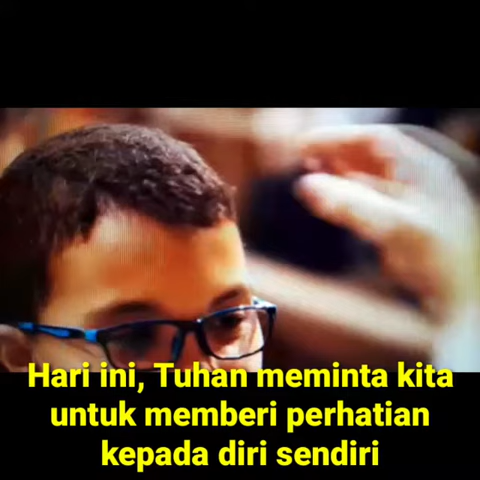 Hari ini, Tuhan meminta kita
untuk memberi perhatian
kepada diri sendiri